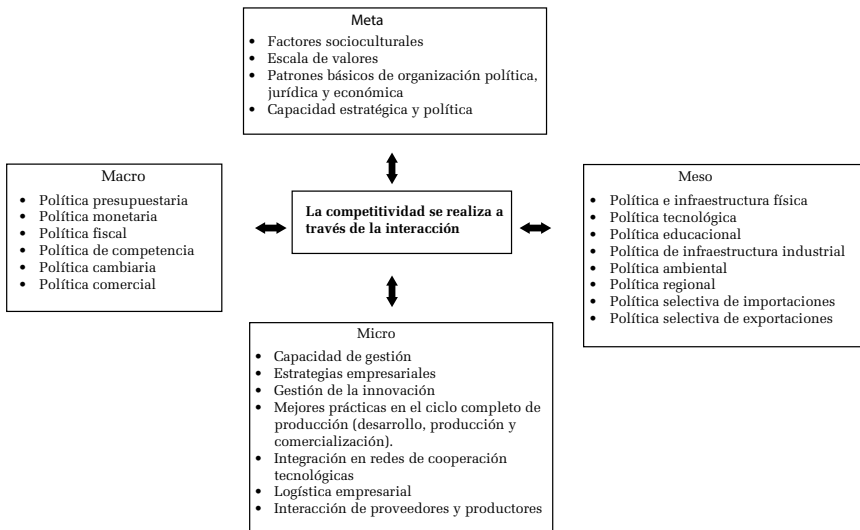 Meta
• Factores socioculturales
• Escala de valores
• Patrones básicos de organización política,
jurídica y económica
• Capacidad estratégica y política
Macro
• Política presupuestaria
• Política monetaria
• Política fiscal
• Política de competencia
• Política cambiaria
• Política comercial
La competitividad se realiza a
través de la interacción
Meso
• Política e infraestructura física
• Política tecnológica
• Política educacional
• Política de infraestructura industrial
• Política ambiental
• Política regional
• Política selectiva de importaciones
• Política selectiva de exportaciones
Micro
• Capacidad de gestión
• Estrategias empresariales
• Gestión de la innovación
• Mejores prácticas en el ciclo completo de
producción (desarrollo, producción y
comercialización).
• Integración en redes de cooperación
tecnológicas
• Logística empresarial
• Interacción de proveedores y productores